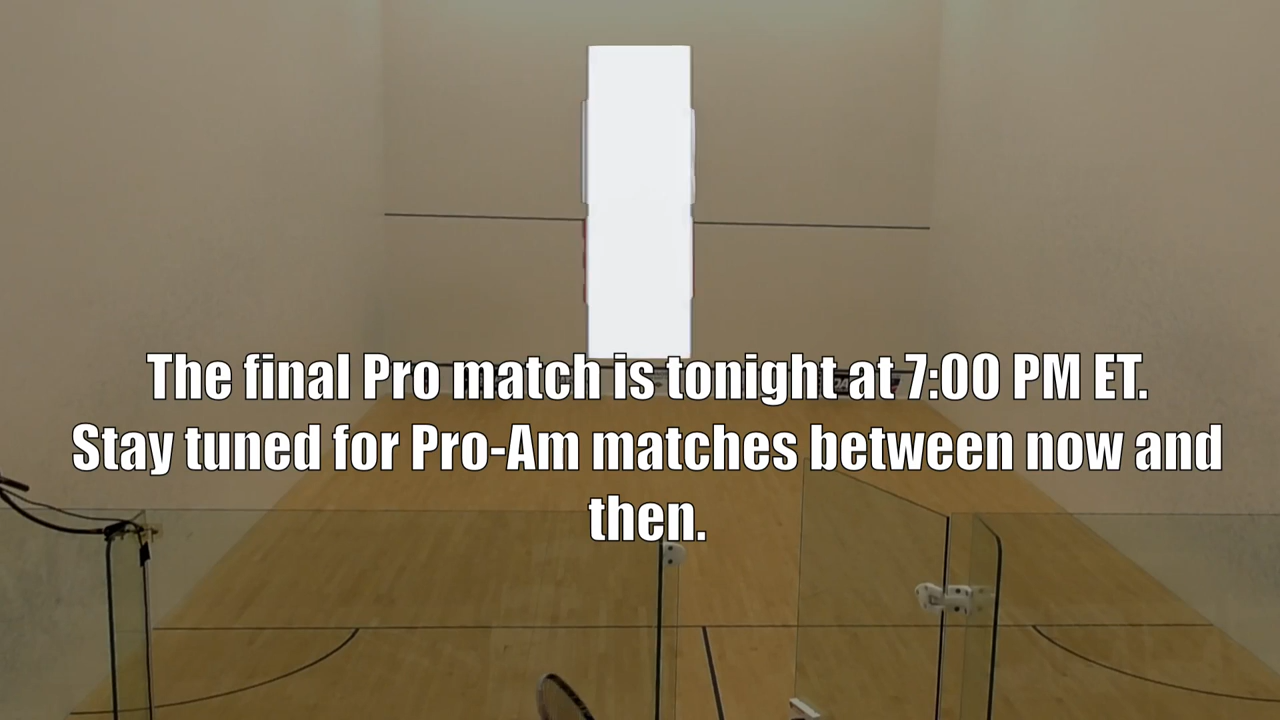 The final Pro match is tonight at 7:00 PM ET.
Stay tuned for Pro-Am matches between now and
then.